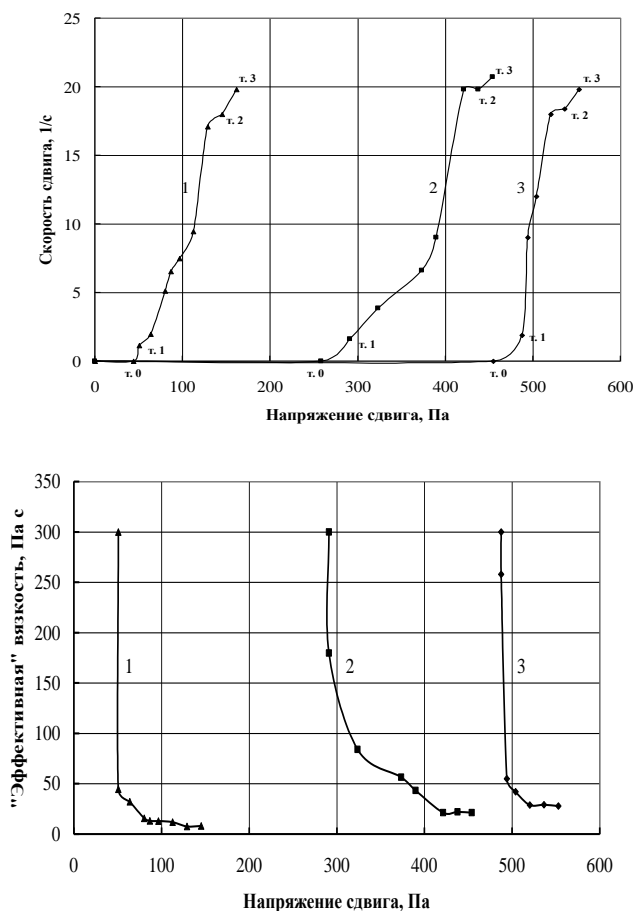 25
20
15
10
5
0
Скорость сдвига, 1/с
т. 3
т. 2
1
т. 1
т. 0
т. 3
т. 2
2
т. 1
т. 0
т. 3
т. 2
3
т. 1
т. 0
0 100 200 300 400 500 600
Напряжение сдвига, Па
350
300
250
200
150
100
50
0
"Эффективная" вязкость, Па с
1
2
3
0 100 200 300 400 500 600
Напряжение сдвига, Па